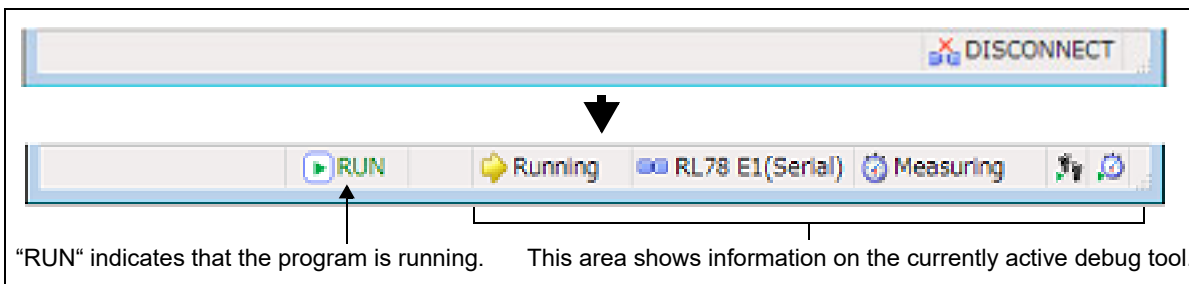 DISCONNECT
RUN Running RL78 E1(Serial) Measuring
“RUN“ indicates that the program is running. This area shows information on the currently active debug tool.